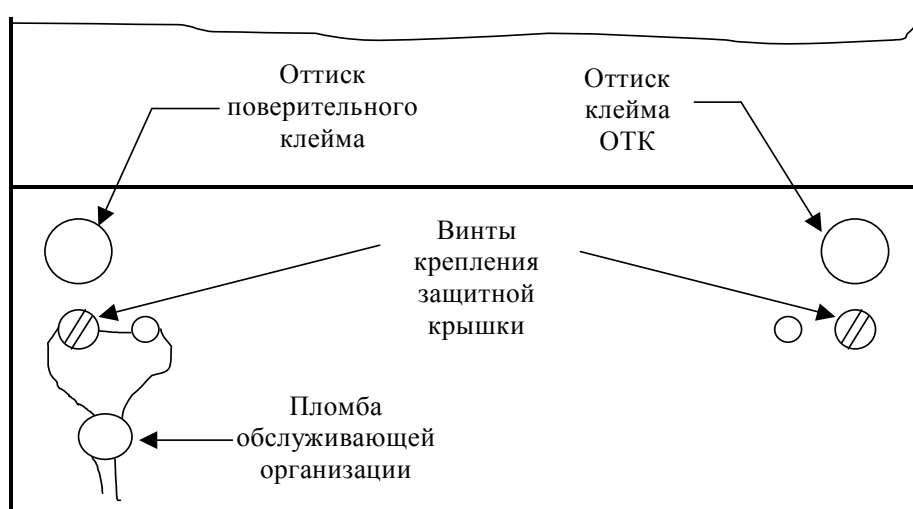 Оттиск
поверительного
клейма
Оттиск
клейма
ОТК
Винты
крепления
защитной
крышки
Пломба
обслуживающей
организации